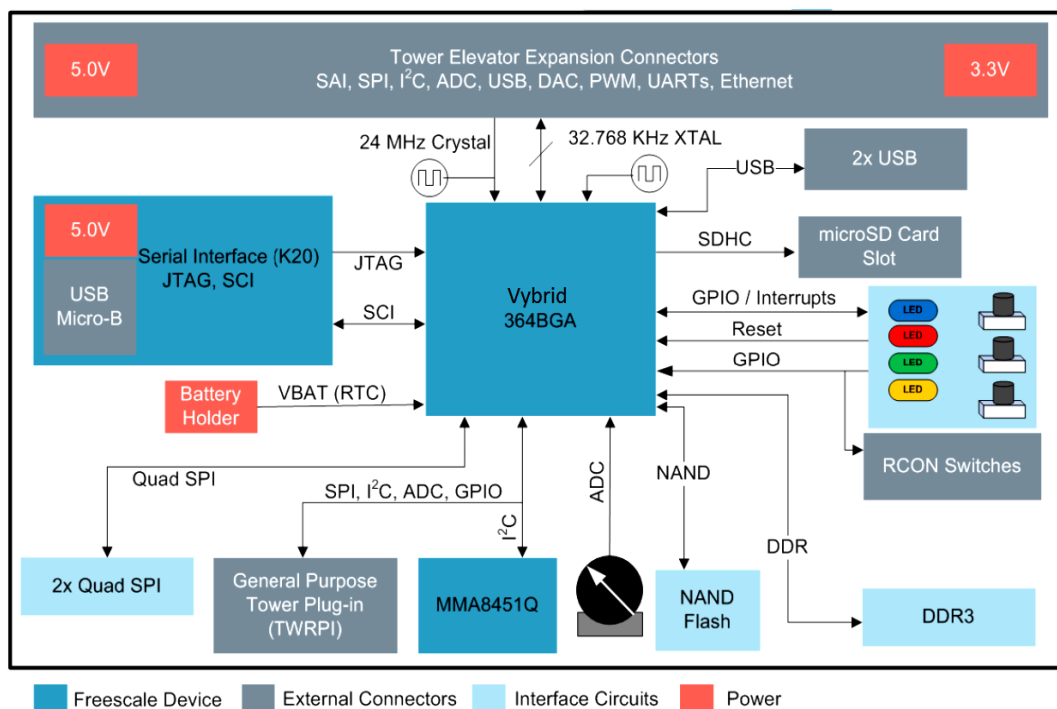 5.0V
Tower Elevator Expansion Connectors
SAI, SPI, I²C, ADC, USB, DAC, PWM, UARTs, Ethernet
3.3V
24 MHz Crystal
32.768 KHz XTAL
USB
2x USB
5.0V
Serial Interface (K20)
JTAG, SCI
USB
Micro-B
JTAG
SCI
Vybrid
364BGA
SDHC
microSD Card
Slot
GPIO / Interrupts
Reset
GPIO
LED
LED
LED
LED
Battery
Holder
VBAT (RTC)
RCON Switches
Quad SPI
SPI, I²C, ADC, GPIO
I²C
ADC
NAND
DDR
2x Quad SPI
General Purpose
Tower Plug-in
(TWRPI)
MMA8451Q
NAND
Flash
DDR3
Freescale Device
External Connectors
Interface Circuits
Power